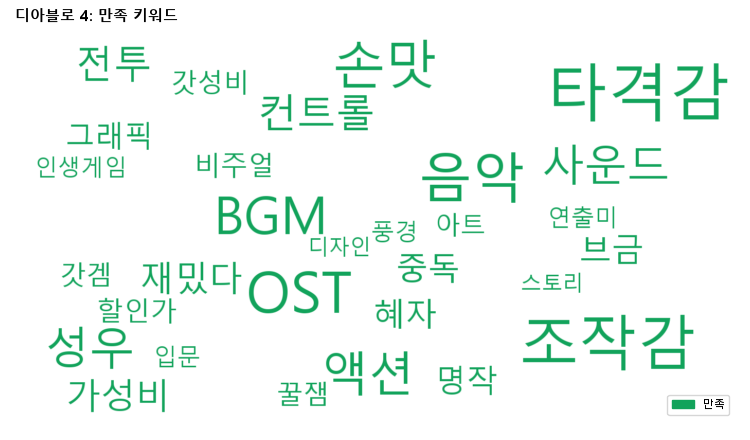 디아블로 4: 만족 키워드
손맛
전투
타격감
갓성비
컨트롤
그래픽
사운드
인생게임
비주얼
음악
BGM
연출미
아트
풍경
디자인
브금
중독
갓겜
재밌다
OST
스토리
할인가
혜자
조작감
성우
입문
액션
명작
가성비
꿀잼
만족